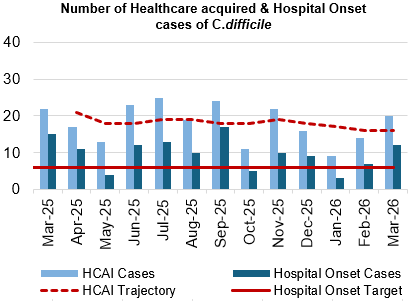 Number of Healthcare acquired & Hospital Onset
cases of C.difficile
40
30
20
10
0
Mar-25
Apr-25
May-25
Jun-25
Jul-25
Aug-25
Sep-25
Oct-25
Nov-25
Dec-25
Jan-26
Feb-26
Mar-26
HCAI Cases
Hospital Onset Cases
HCAI Trajectory
Hospital Onset Target